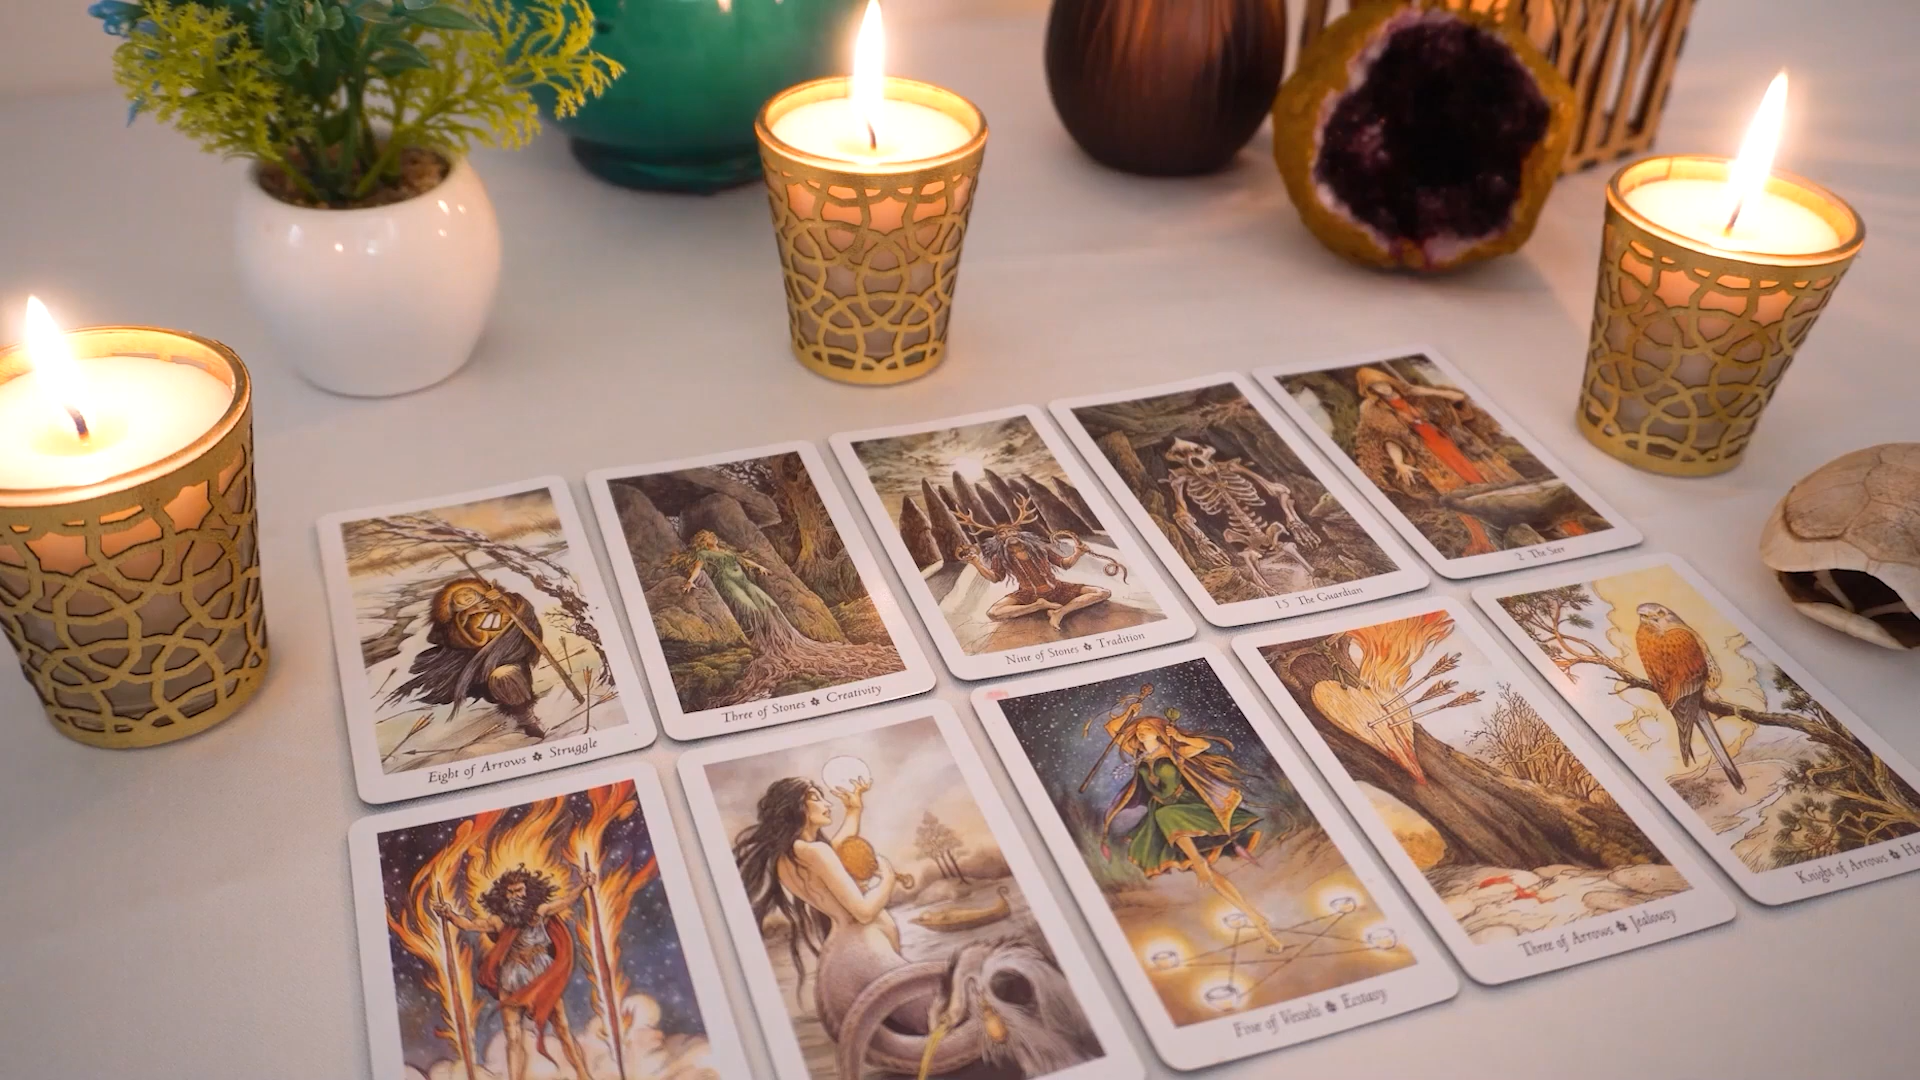 Eight of Arrows ✽ Struggle
Three of Stones ✽ Creativity
Nine of Stones ✽ Tradition
15 The Guardian
2 The Seer
Five of Vessels ✽ Ecstasy
Three of Arrows ✽ Jealousy
Knight of Arrows ✽